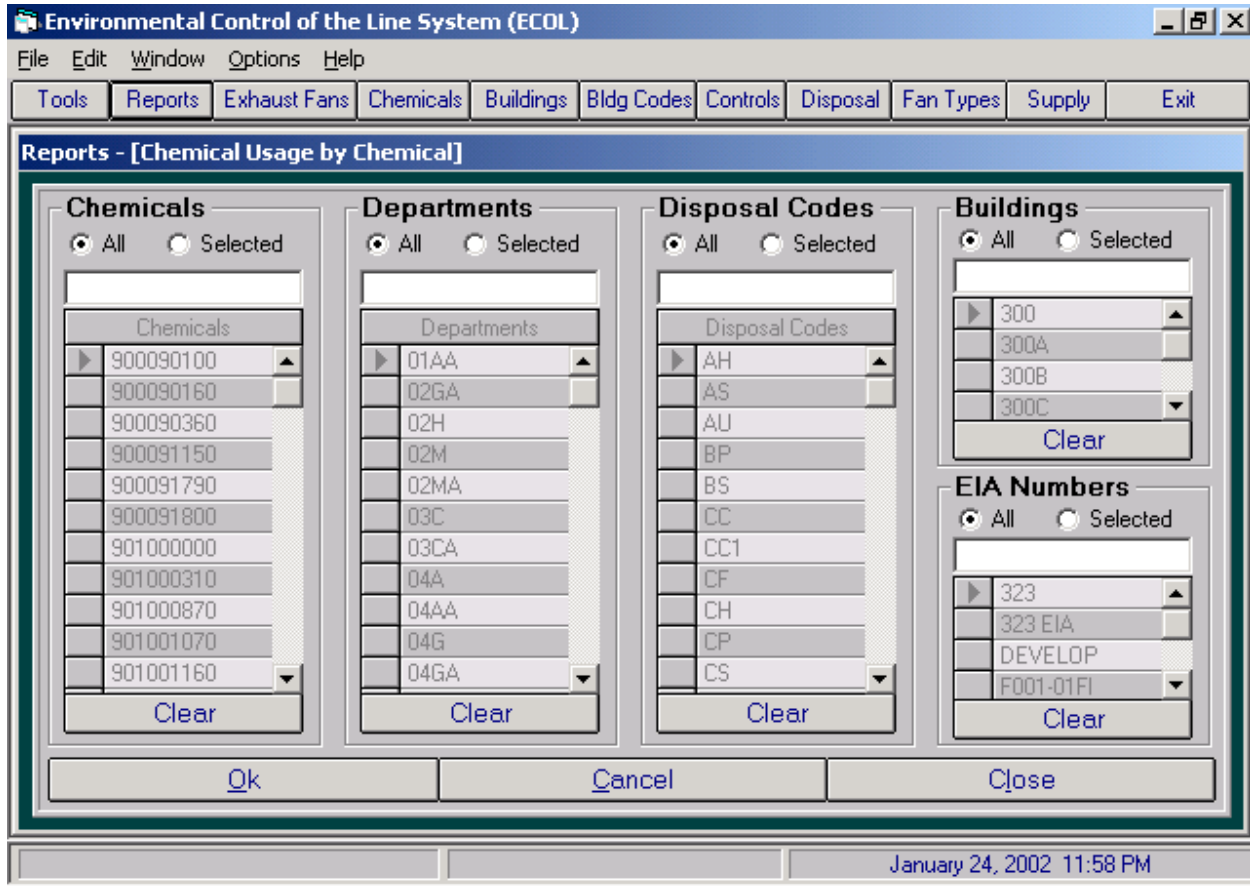 Environmental Control of the Line System (ECOL)
File Edit Window Options Help
Tools Reports Exhaust Fans Chemicals Buildings Bldg Codes Controls Disposal Fan Types Supply Exit
Reports - [Chemical Usage by Chemical]
Chemicals
All Selected
Chemicals
900090100
900090160
900090360
900091150
900091790
900091800
901000000
901000310
901000870
901001070
901001160
Clear
Departments
All Selected
Departments
01AA
02GA
02H
02M
02MA
03C
03CA
04A
04AA
04G
04GA
Clear
Disposal Codes
All Selected
Disposal Codes
AH
AS
AU
BP
BS
CC
CC1
CF
CH
CP
CS
Clear
Buildings
All Selected
300
300A
300B
300C
Clear
EIA Numbers
All Selected
323
323 EIA
DEVELOP
F001-01FI
Clear
Ok Cancel Close
January 24, 2002 11:58 PM